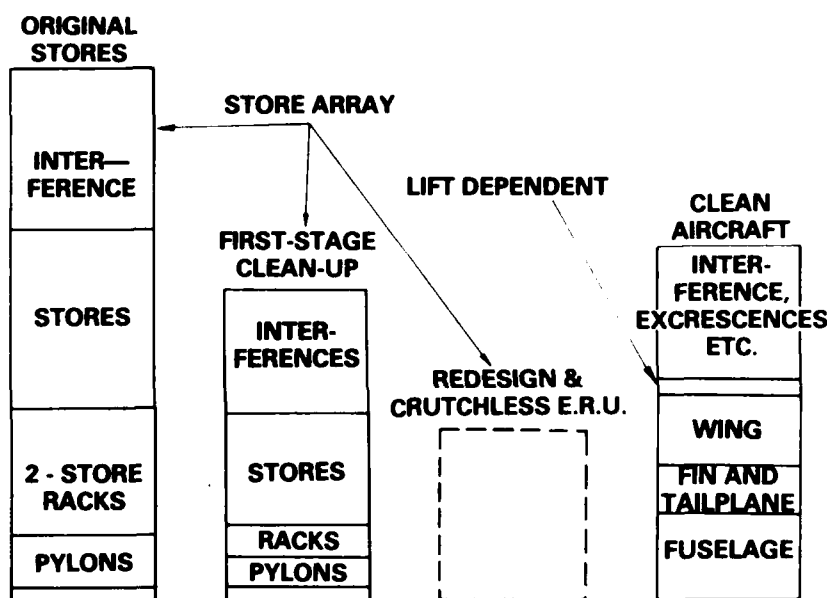 ORIGINAL
STORES
INTER—
FERENCE
STORES
2 - STORE
RACKS
PYLONS
STORE ARRAY
FIRST-STAGE
CLEAN-UP
INTER-
FERENCES
STORES
RACKS
PYLONS
REDESIGN &
CRUTCHLESS E.R.U.
LIFT DEPENDENT
CLEAN
AIRCRAFT
INTER-
FERENCE,
EXCRESCENCES
ETC.
WING
FIN AND
TAILPLANE
FUSELAGE